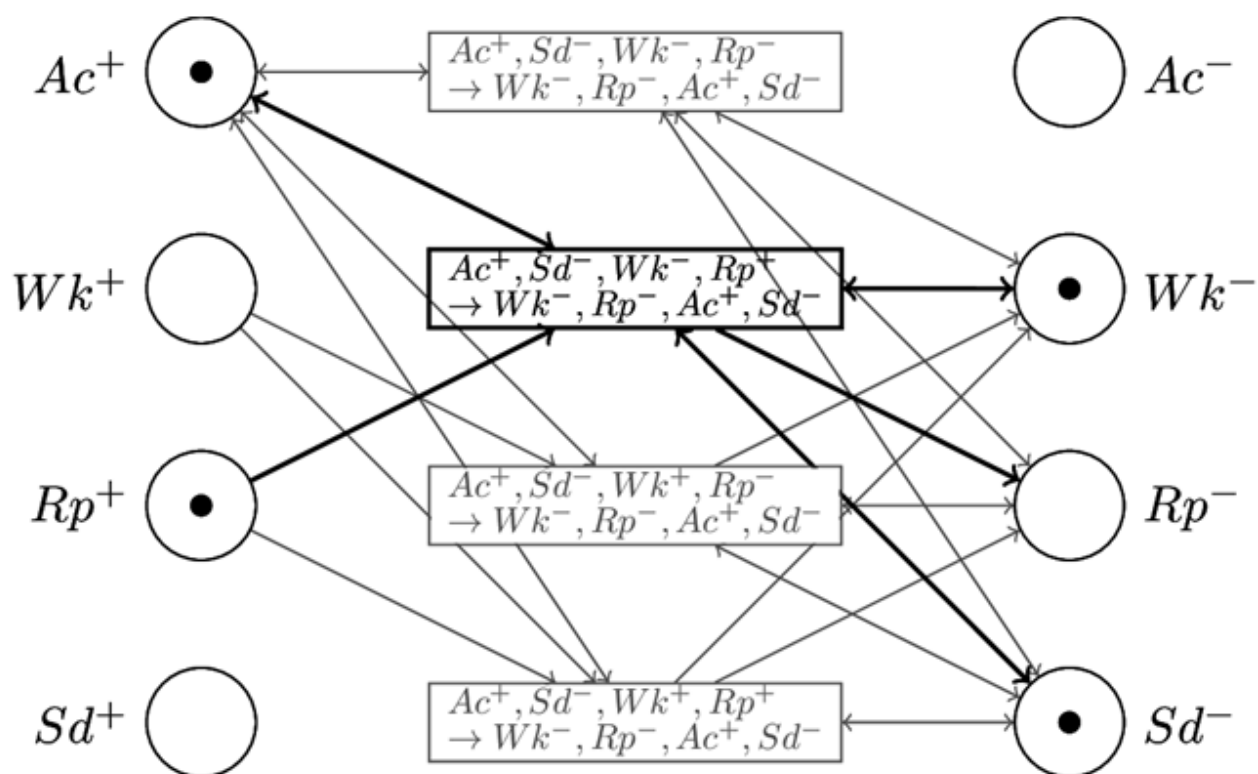 Ac⁺
Ac⁺, Sd⁻, Wk⁻, Rp⁻
→ Wk⁻, Rp⁻, Ac⁺, Sd⁻
Ac⁻
Wk⁺
Ac⁺, Sd⁻, Wk⁻, Rp⁺
→ Wk⁻, Rp⁻, Ac⁺, Sd⁻
Wk⁻
Rp⁺
Ac⁺, Sd⁻, Wk⁺, Rp⁻
→ Wk⁻, Rp⁻, Ac⁺, Sd⁻
Rp⁻
Sd⁺
Ac⁺, Sd⁻, Wk⁺, Rp⁺
→ Wk⁻, Rp⁻, Ac⁺, Sd⁻
Sd⁻